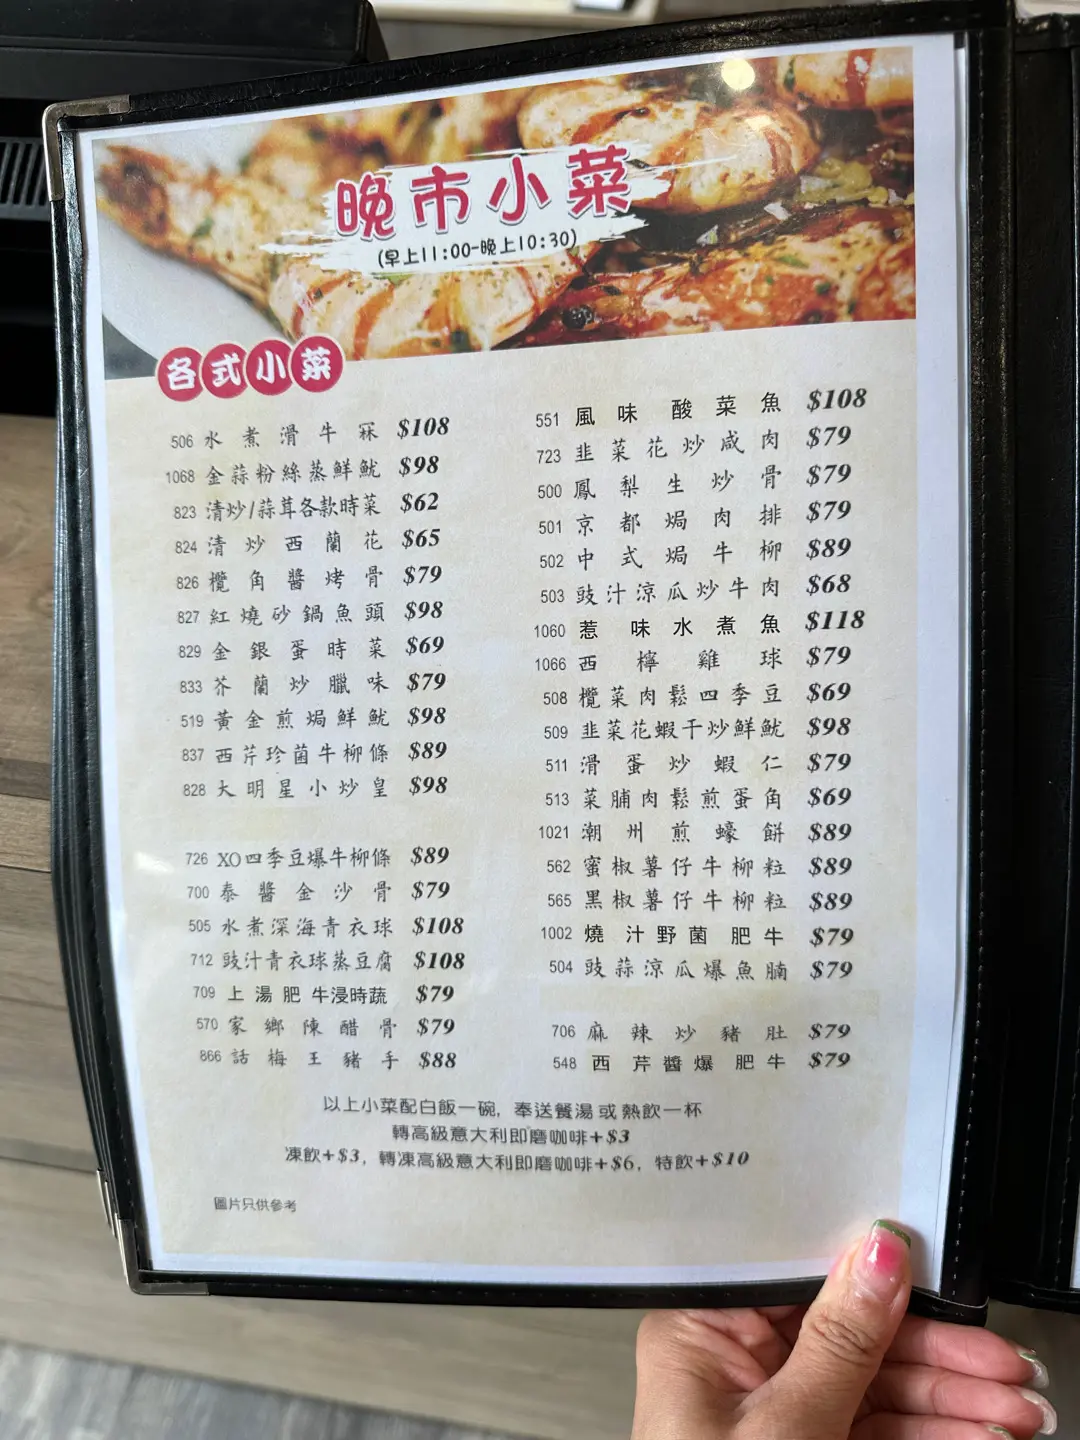 晚市小菜
(早上11:00-晚上10:30)
各式小菜
506 水煮滑牛冧 $108
1068 金蒜粉絲蒸鮮魷 $98
823 清炒/蒜茸各款時菜 $62
824 清炒西蘭花 $65
826 欖角醬烤骨 $79
827 紅燒砂鍋魚頭 $98
829 金銀蛋時菜 $69
833 芥蘭炒臘味 $79
519 黃金煎焗鮮魷 $98
837 西芹珍菌牛柳條 $89
828 大明星小炒皇 $98
726 XO四季豆爆牛柳條 $89
700 泰醬金沙骨 $79
505 水煮深海青衣球 $108
712 豉汁青衣球蒸豆腐 $108
709 上湯肥牛浸時蔬 $79
570 家鄉陳醋骨 $79
866 話梅王豬手 $88
551 風味酸菜魚 $108
723 韭菜花炒咸肉 $79
500 鳳梨生炒骨 $79
501 京都焗肉排 $79
502 中式焗牛柳 $89
503 豉汁涼瓜炒牛肉 $68
1060 惹味水煮魚 $118
1066 西檸雞球 $79
508 欖菜肉鬆四季豆 $69
509 韭菜花蝦干炒鮮魷 $98
511 滑蛋炒蝦仁 $79
513 菜脯肉鬆煎蛋角 $69
1021 潮州煎蠔餅 $89
562 蜜椒薯仔牛柳粒 $89
565 黑椒薯仔牛柳粒 $89
1002 燒汁野菌肥牛 $79
504 豉蒜涼瓜爆魚腩 $79
706 麻辣炒豬肚 $79
548 西芹醬爆肥牛 $79
以上小菜配白飯一碗, 奉送餐湯或熱飲一杯
轉高級意大利即磨咖啡+$3
凍飲+$3, 轉凍高級意大利即磨咖啡+$6, 特飲+$10
圖片只供參考